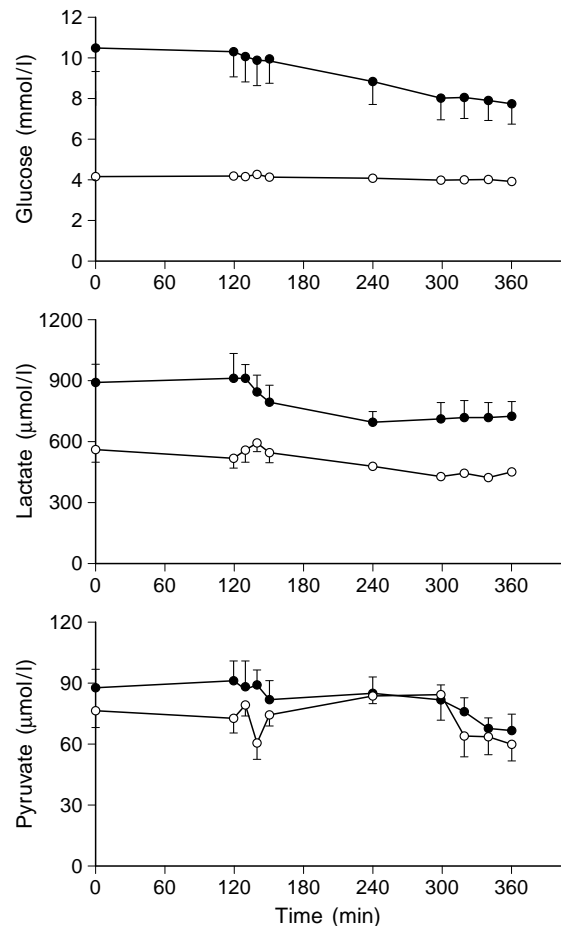 Glucose (mmol/l)
12
10
8
6
4
2
0
0 60 120 180 240 300 360
Lactate (μmol/l)
1200
900
600
300
0
0 60 120 180 240 300 360
Pyruvate (μmol/l)
120
90
60
30
0
0 60 120 180 240 300 360
Time (min)